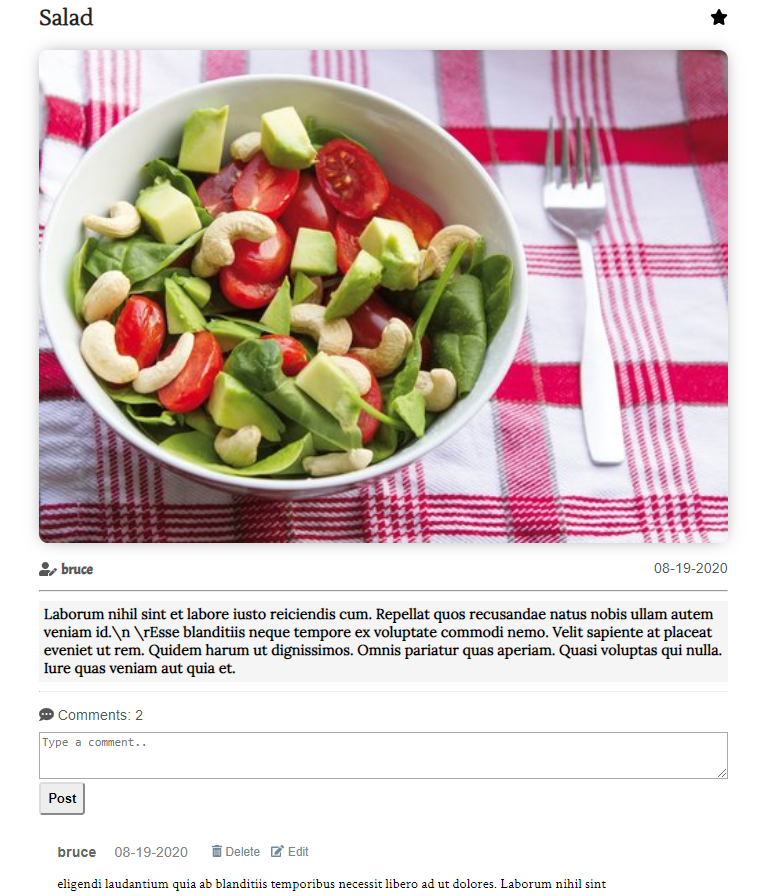 Salad
bruce 08-19-2020
Laborum nihil sint et labore iusto reiciendis cum. Repellat quos recusandae natus nobis ullam autem
veniam id.\n \rEsse blanditiis neque tempore ex voluptate commodi nemo. Velit sapiente at placeat
eveniet ut rem. Quidem harum ut dignissimos. Omnis pariatur quas aperiam. Quasi voluptas qui nulla.
Iure quas veniam aut quia et.
Comments: 2
Type a comment..
Post
bruce 08-19-2020 Delete Edit
eligendi laudantium quia ab blanditiis temporibus necessit libero ad ut dolores. Laborum nihil sint